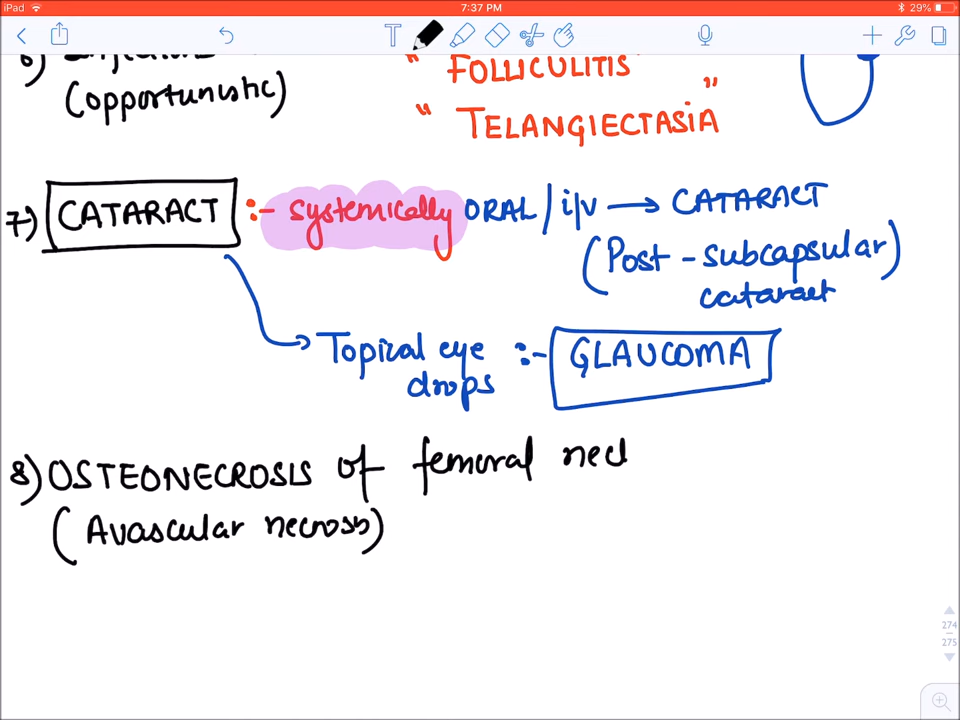 iPad 7:37 PM 29%
T
6)
(opportunistic)
" FOLLICULITIS
" TELANGIECTASIA "
7) CATARACT :- systemically ORAL / i/v → CATARACT
(Post - subcapsular)
cataract
Topical eye :- GLAUCOMA
drops
8) OSTEONECROSIS of femoral nec
(Avascular necrosis)
274
275